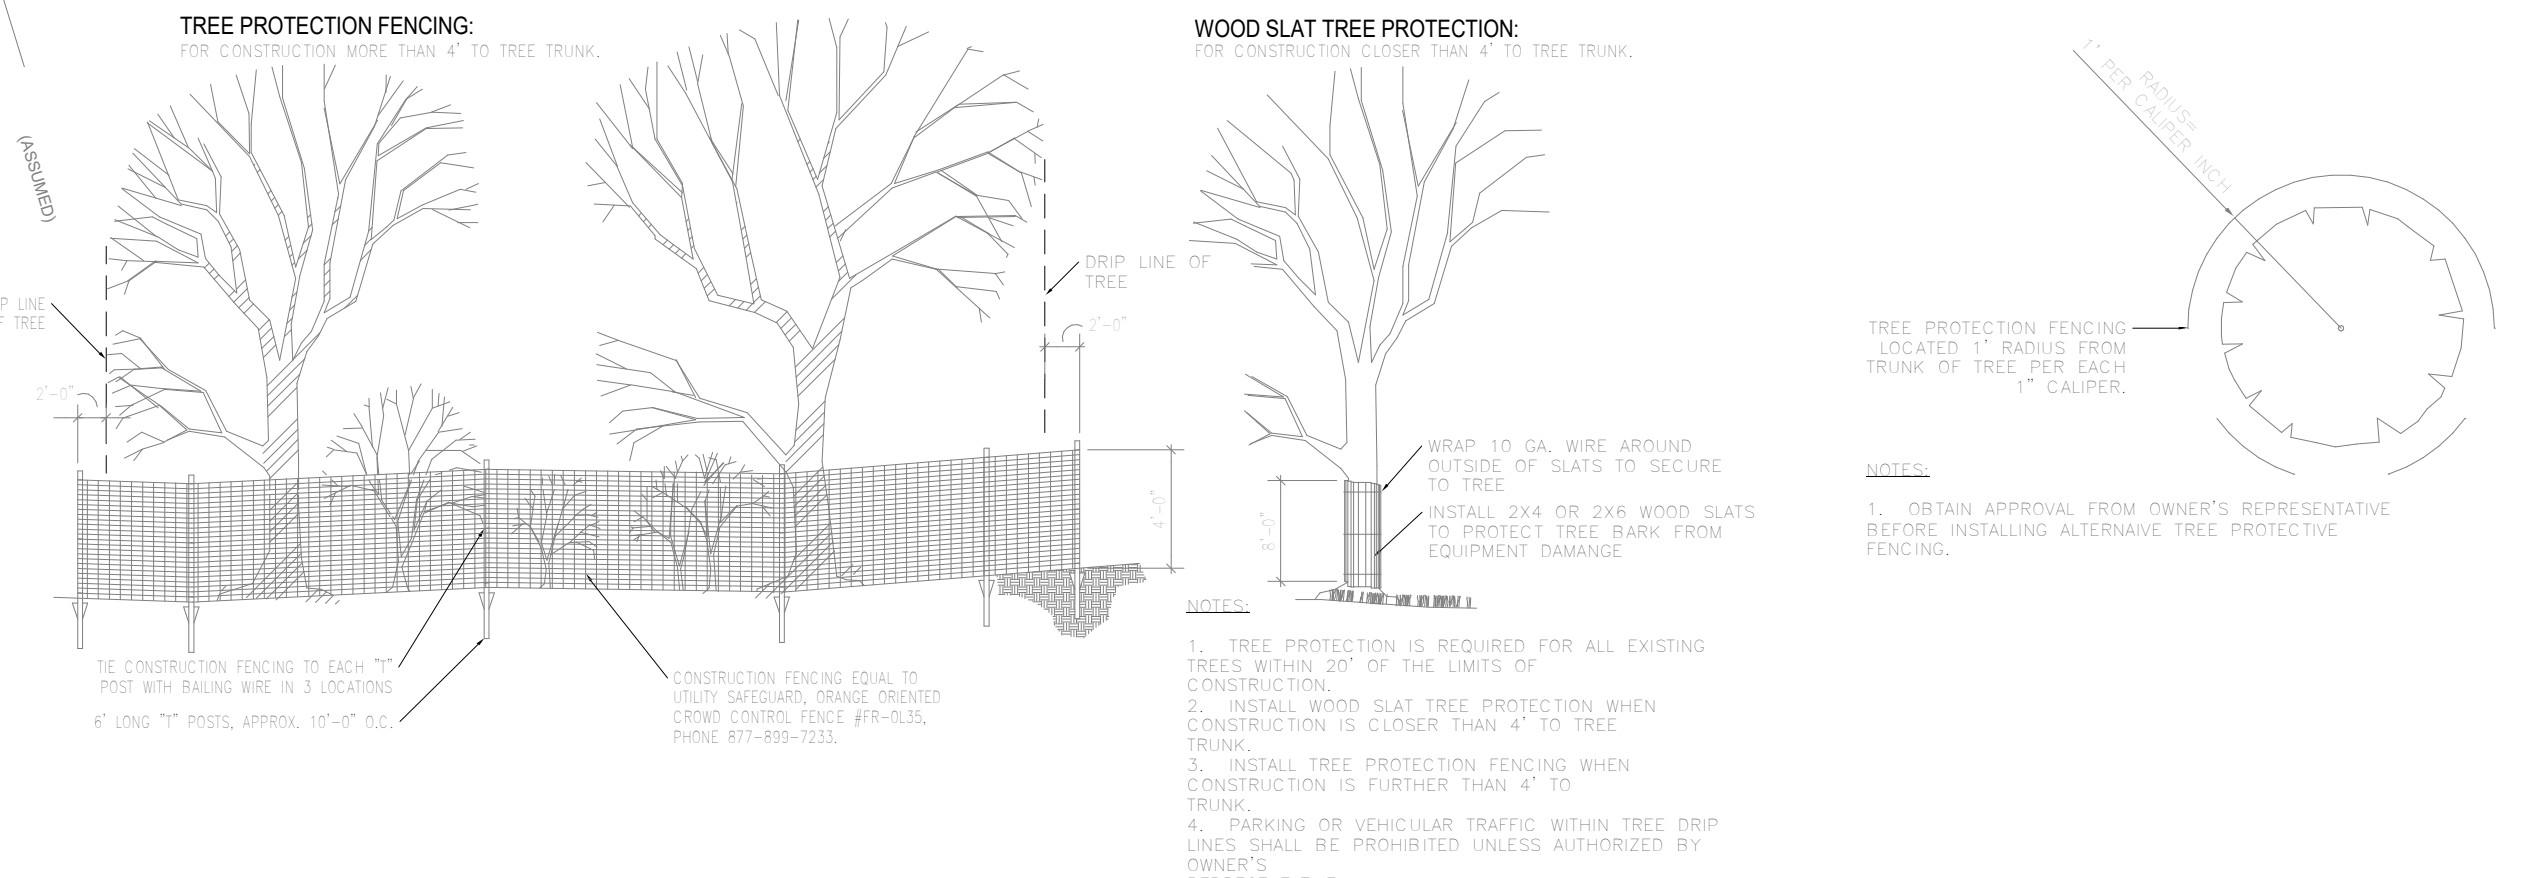 TREE PROTECTION FENCING:
FOR CONSTRUCTION MORE THAN 4' TO TREE TRUNK.
(ASSUMED)
P LINE
TREE
2'-0"
DRIP LINE OF
TREE
2'-0"
4'-0"
TIE CONSTRUCTION FENCING TO EACH "T"
POST WITH BAILING WIRE IN 3 LOCATIONS
6' LONG "T" POSTS, APPROX. 10'-0" O.C.
CONSTRUCTION FENCING EQUAL TO
UTILITY SAFEGUARD, ORANGE ORIENTED
CROWD CONTROL FENCE #FR-0L35,
PHONE 877-899-7233.
WOOD SLAT TREE PROTECTION:
FOR CONSTRUCTION CLOSER THAN 4' TO TREE TRUNK.
WRAP 10 GA. WIRE AROUND
OUTSIDE OF SLATS TO SECURE
TO TREE
INSTALL 2X4 OR 2X6 WOOD SLATS
TO PROTECT TREE BARK FROM
EQUIPMENT DAMANGE
8'-0"
NOTES:
1. TREE PROTECTION IS REQUIRED FOR ALL EXISTING
TREES WITHIN 20' OF THE LIMITS OF
CONSTRUCTION.
2. INSTALL WOOD SLAT TREE PROTECTION WHEN
CONSTRUCTION IS CLOSER THAN 4' TO TREE
TRUNK.
3. INSTALL TREE PROTECTION FENCING WHEN
CONSTRUCTION IS FURTHER THAN 4' TO
TRUNK.
4. PARKING OR VEHICULAR TRAFFIC WITHIN TREE DRIP
LINES SHALL BE PROHIBITED UNLESS AUTHORIZED BY
OWNER'S
RADIUS=
1' PER CALIPER INCH
TREE PROTECTION FENCING
LOCATED 1' RADIUS FROM
TRUNK OF TREE PER EACH
1" CALIPER.
NOTES:
1. OBTAIN APPROVAL FROM OWNER'S REPRESENTATIVE
BEFORE INSTALLING ALTERNAIVE TREE PROTECTIVE
FENCING.